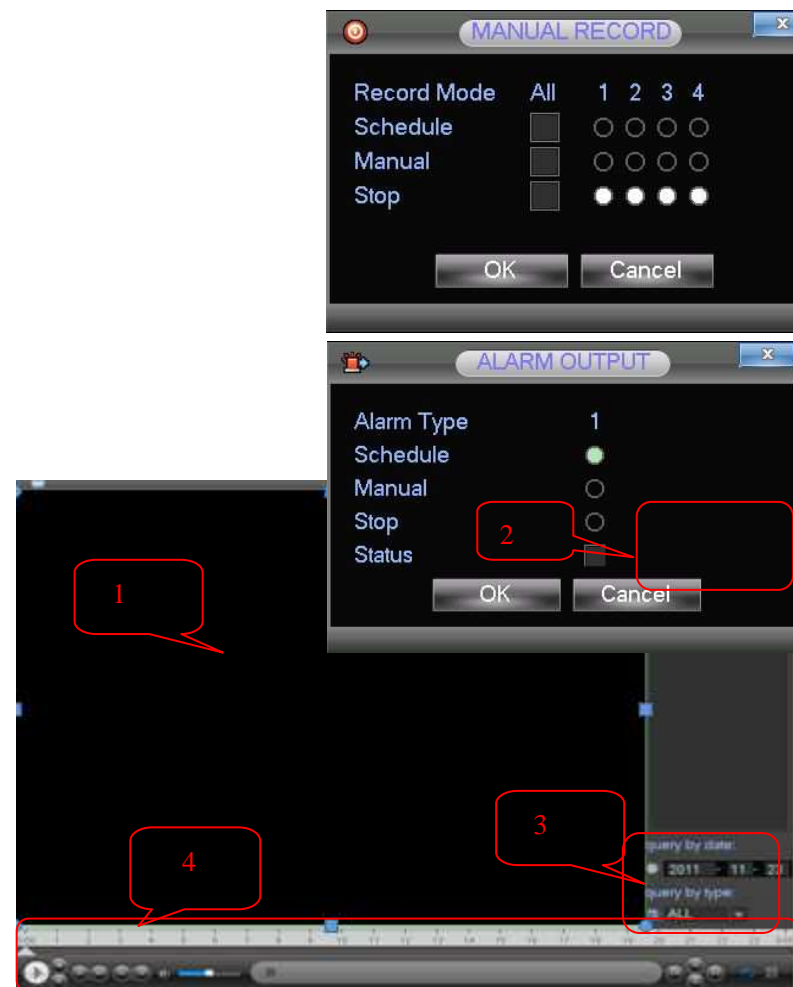 MANUAL RECORD
x
Record Mode All 1 2 3 4
Schedule
Manual
Stop
OK Cancel
ALARM OUTPUT
x
Alarm Type 1
Schedule
Manual
Stop
Status
OK Cancel
2
1
3
4
query by date:
2011 - 11 - 23
query by type:
ALL